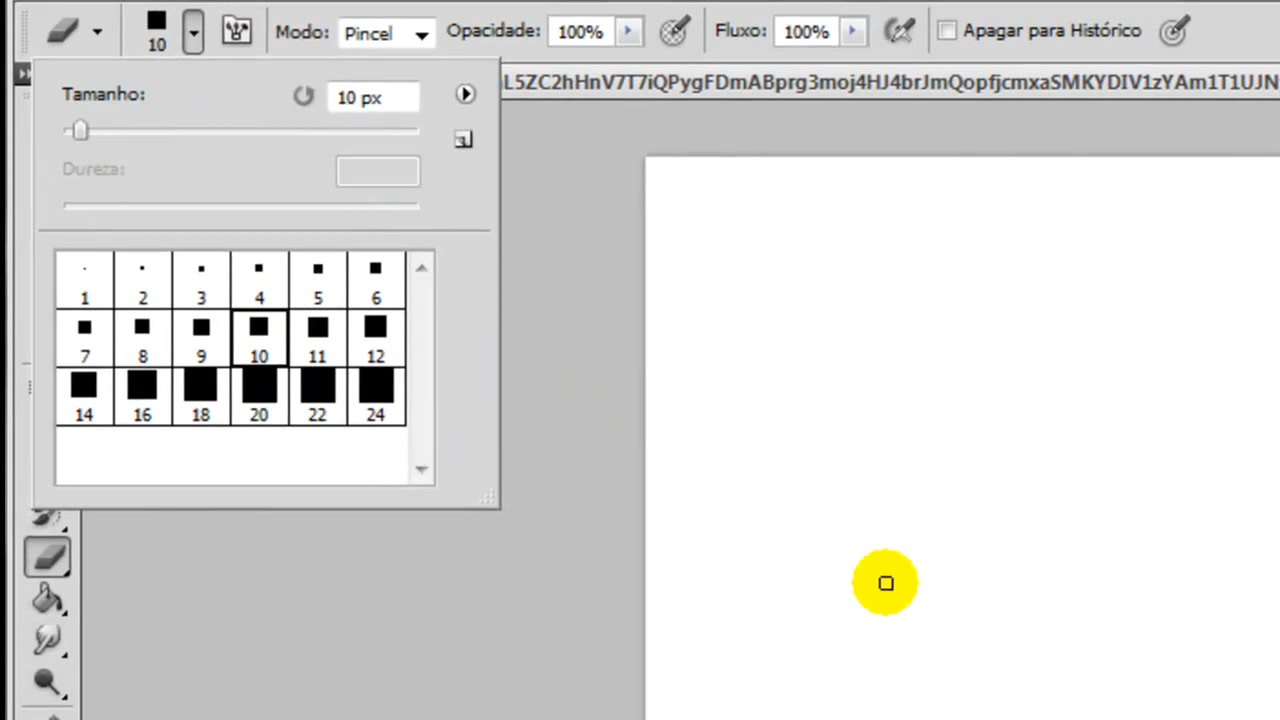 10 Modo: Pincel Opacidade: 100% Fluxo: 100% Apagar para Histórico
L5ZC2hHnV7T7iQPygFDmABprg3moj4HJ4brJmQopfjcmxaSMKYDIV1zYAm1T1UJN
Tamanho: 10 px
Dureza:
1 2 3 4 5 6
7 8 9 10 11 12
14 16 18 20 22 24